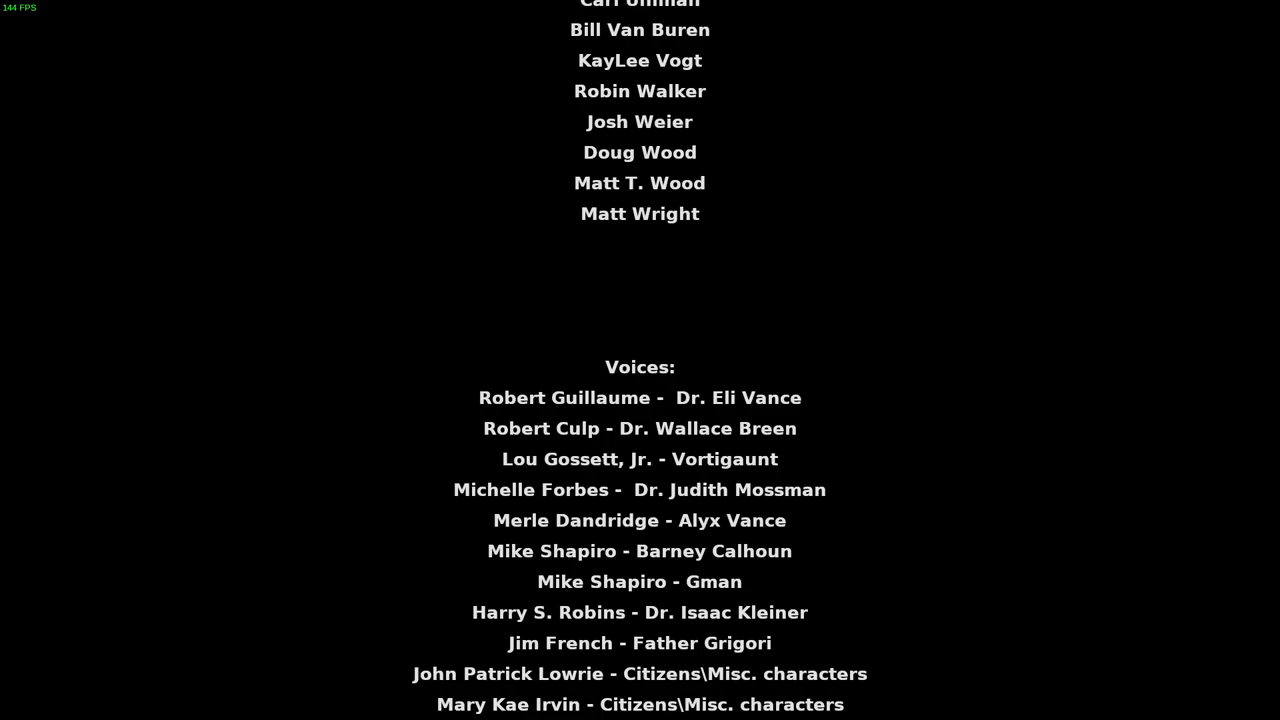 144 FPS
Bill Van Buren
KayLee Vogt
Robin Walker
Josh Weier
Doug Wood
Matt T. Wood
Matt Wright
Voices:
Robert Guillaume -  Dr. Eli Vance
Robert Culp - Dr. Wallace Breen
Lou Gossett, Jr. - Vortigaunt
Michelle Forbes -  Dr. Judith Mossman
Merle Dandridge - Alyx Vance
Mike Shapiro - Barney Calhoun
Mike Shapiro - Gman
Harry S. Robins - Dr. Isaac Kleiner
Jim French - Father Grigori
John Patrick Lowrie - Citizens\Misc. characters
Mary Kae Irvin - Citizens\Misc. characters